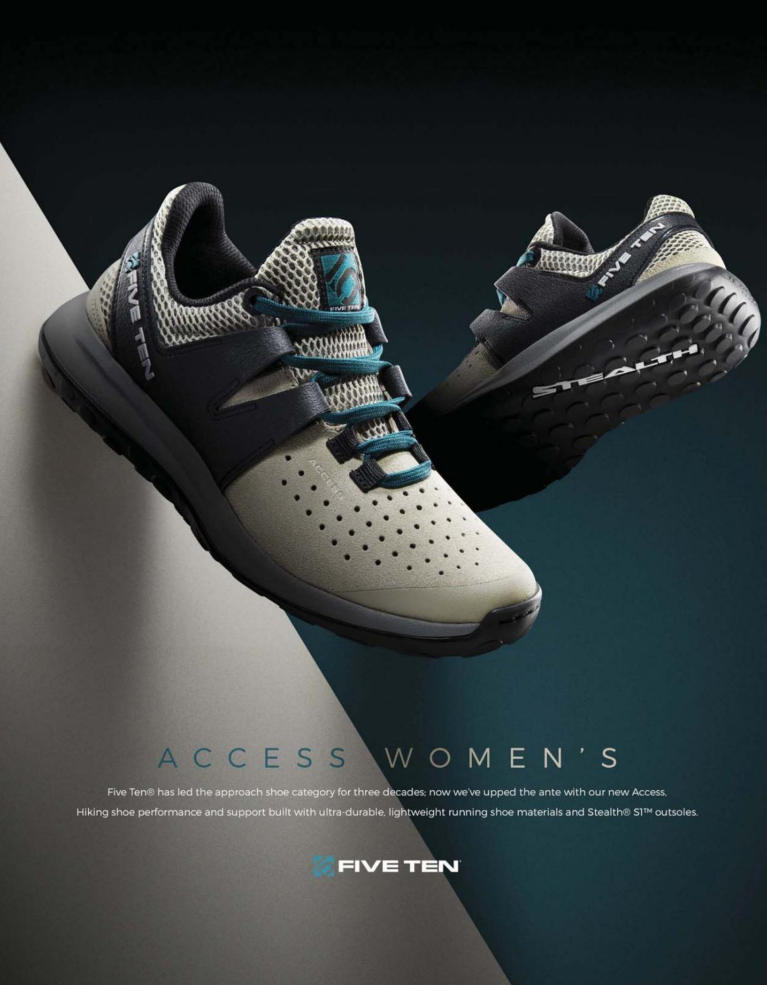 FIVE TEN
FIVE TEN
FIVE TEN
STEALTH
ACCESS
ACCESS WOMEN'S
Five Ten® has led the approach shoe category for three decades; now we've upped the ante with our new Access,
Hiking shoe performance and support built with ultra-durable, lightweight running shoe materials and Stealth® S1™ outsoles.
FIVE TEN